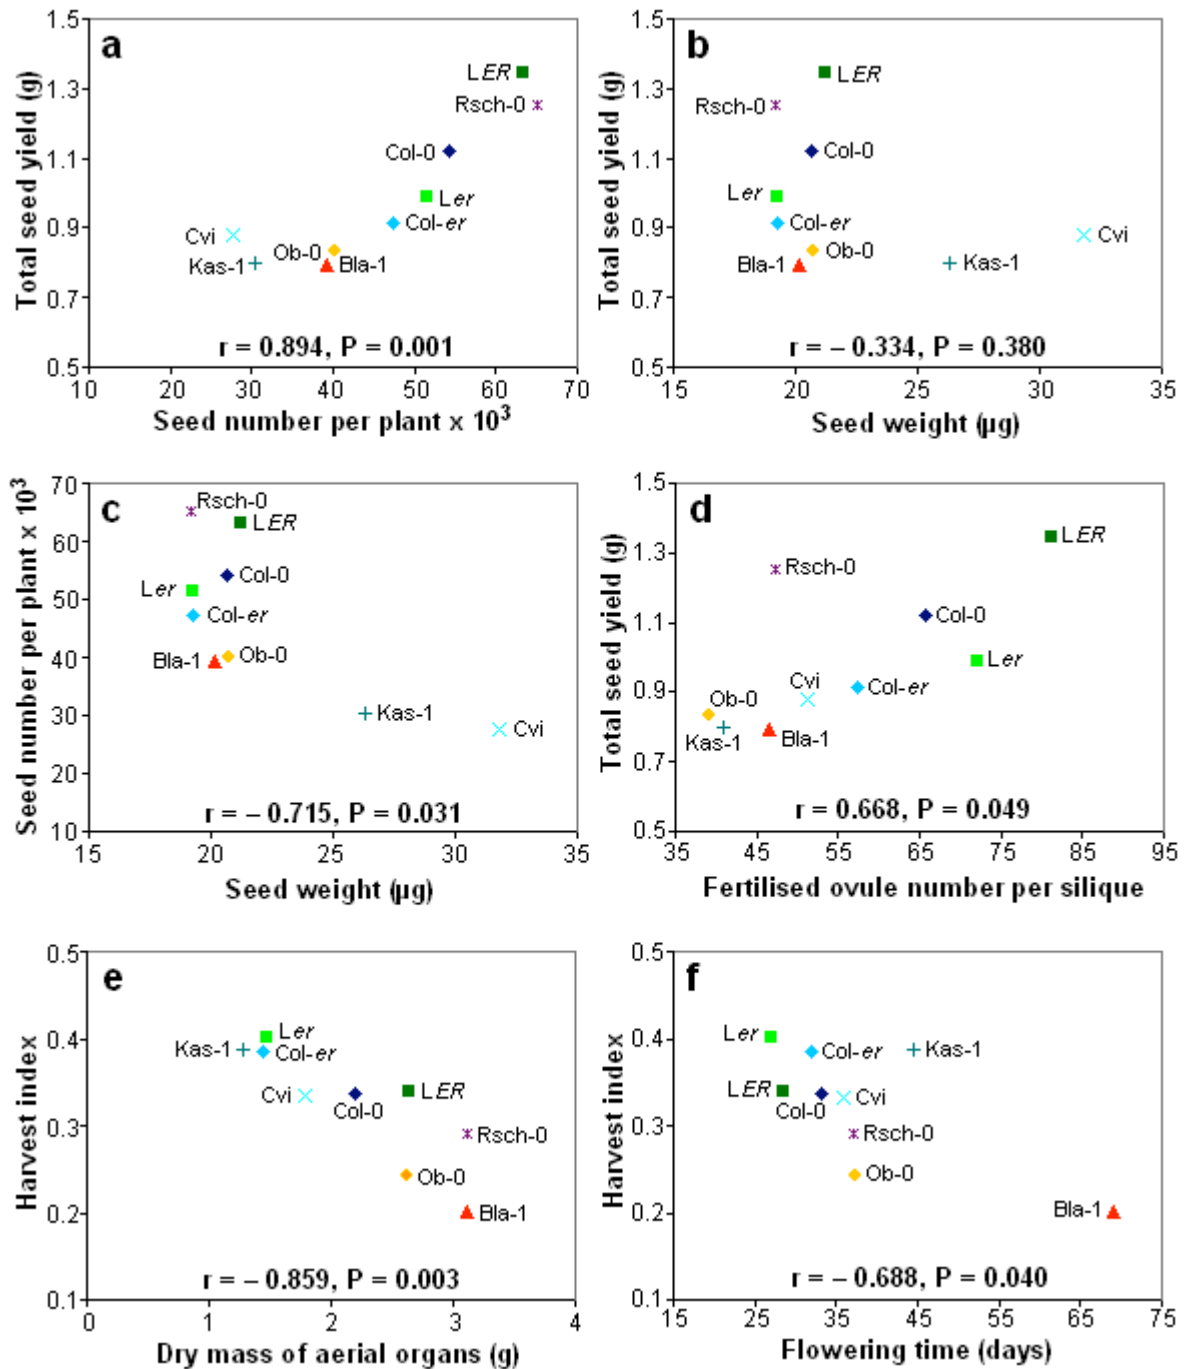 a
Total seed yield (g)
1.5
1.3
1.1
0.9
0.7
0.5
LER
Rsch-0
Col-0
Ler
Col-er
Cvi
Ob-0
Kas-1
Bla-1
r = 0.894, P = 0.001
10 20 30 40 50 60 70
Seed number per plant x 10³
b
Total seed yield (g)
1.5
1.3
1.1
0.9
0.7
0.5
LER
Rsch-0
Col-0
Ler
Col-er
Cvi
Ob-0
Bla-1
Kas-1
r = – 0.334, P = 0.380
15 20 25 30 35
Seed weight (µg)
c
Seed number per plant x 10³
70
60
50
40
30
20
10
Rsch-0
LER
Col-0
Ler
Col-er
Ob-0
Bla-1
Kas-1
Cvi
r = – 0.715, P = 0.031
15 20 25 30 35
Seed weight (µg)
d
Total seed yield (g)
1.5
1.3
1.1
0.9
0.7
0.5
LER
Rsch-0
Col-0
Ler
Cvi
Col-er
Ob-0
Kas-1
Bla-1
r = 0.668, P = 0.049
35 45 55 65 75 85 95
Fertilised ovule number per silique
e
Harvest index
0.5
0.4
0.3
0.2
0.1
Ler
Kas-1
Col-er
Cvi
LER
Col-0
Rsch-0
Ob-0
Bla-1
r = – 0.859, P = 0.003
0 1 2 3 4
Dry mass of aerial organs (g)
f
Harvest index
0.5
0.4
0.3
0.2
0.1
Ler
Col-er
Kas-1
LER
Cvi
Col-0
Rsch-0
Ob-0
Bla-1
r = – 0.688, P = 0.040
15 25 35 45 55 65 75
Flowering time (days)